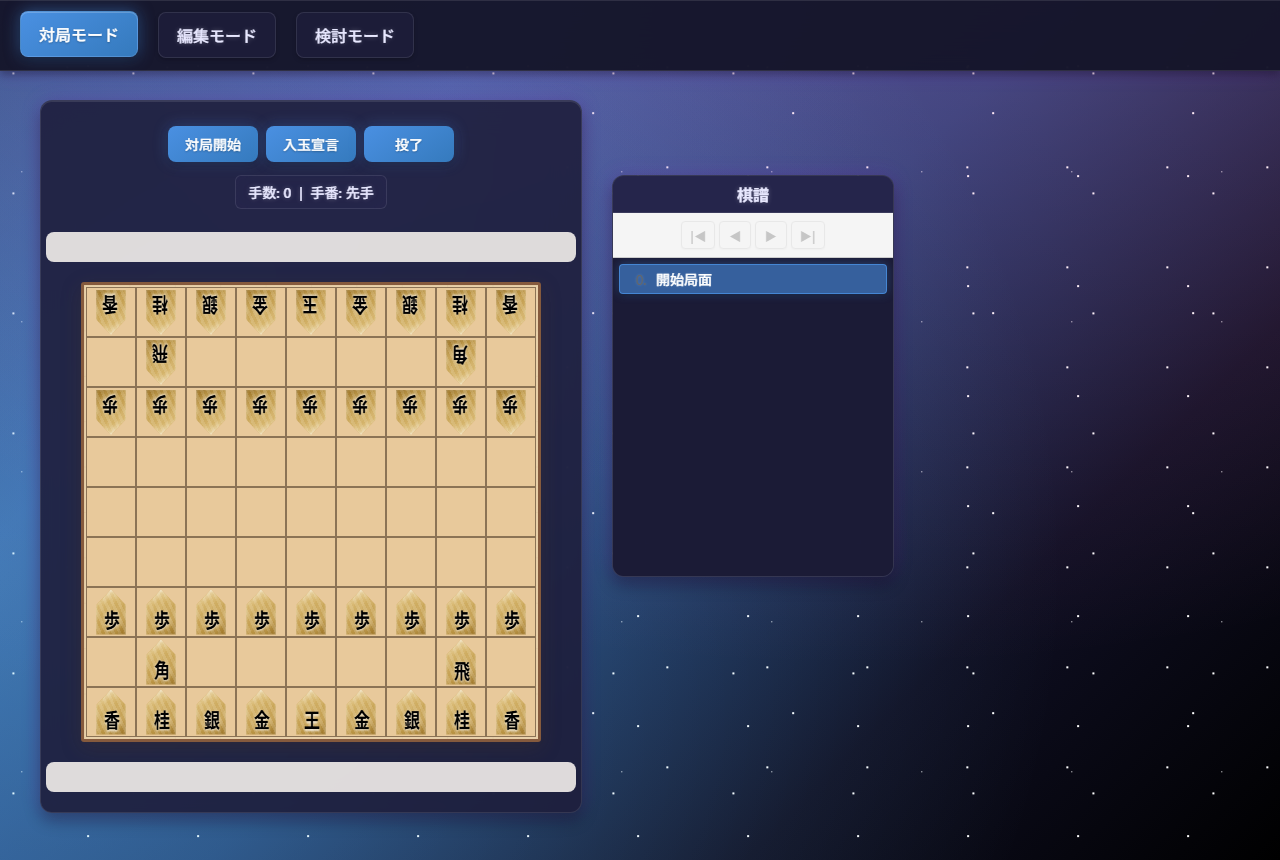 対局モード 編集モード 検討モード
対局開始 入玉宣言 投了
手数: 0 | 手番: 先手
棋譜
|◀ ◀ ▶ ▶|
0. 開始局面
香 桂 銀 金 王 金 銀 桂 香
飛 角
歩 歩 歩 歩 歩 歩 歩 歩 歩
歩 歩 歩 歩 歩 歩 歩 歩 歩
角 飛
香 桂 銀 金 王 金 銀 桂 香